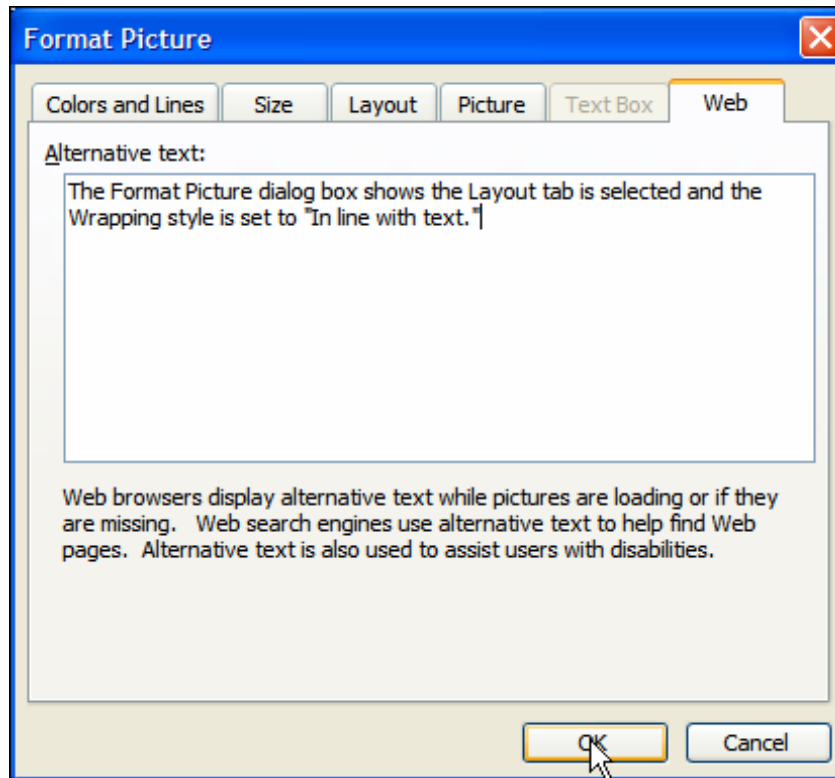 Format Picture
Colors and Lines Size Layout Picture Text Box Web
Alternative text:
The Format Picture dialog box shows the Layout tab is selected and the
Wrapping style is set to "In line with text."
Web browsers display alternative text while pictures are loading or if they
are missing.   Web search engines use alternative text to help find Web
pages.  Alternative text is also used to assist users with disabilities.
OK Cancel